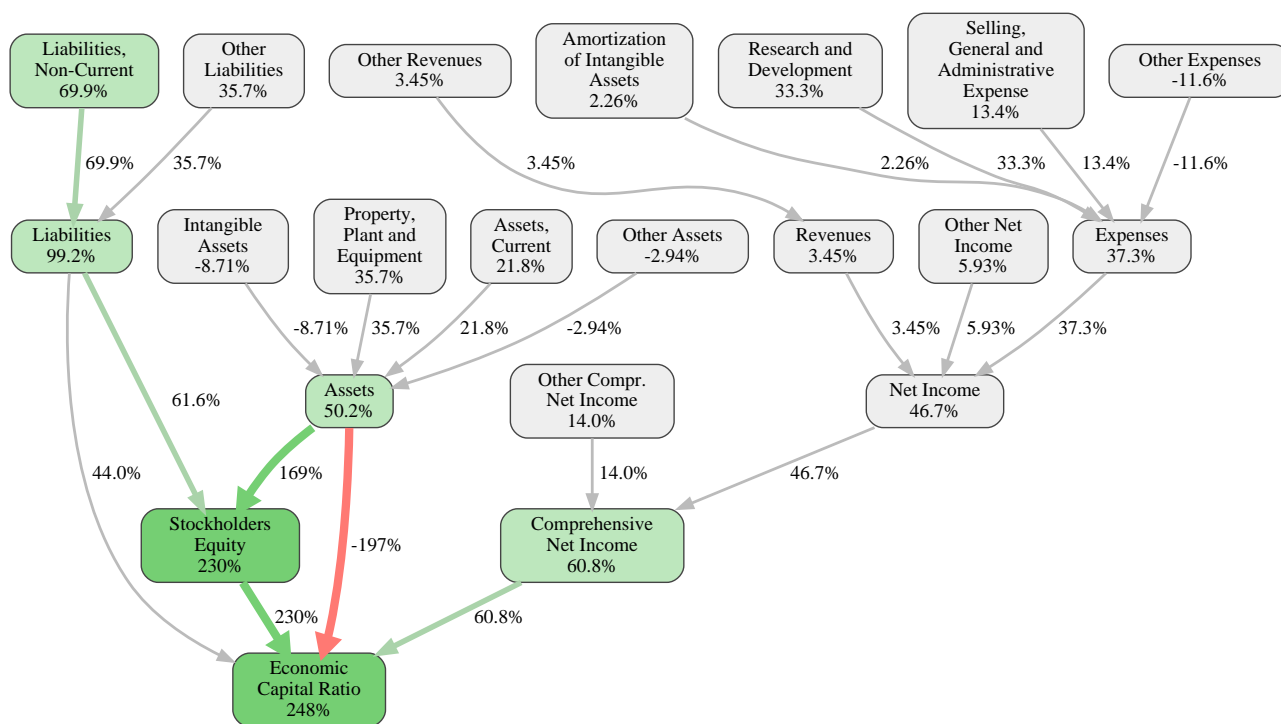 Liabilities,
Non-Current
69.9%
Other
Liabilities
35.7%
Other Revenues
3.45%
Amortization
of Intangible
Assets
2.26%
Research and
Development
33.3%
Selling,
General and
Administrative
Expense
13.4%
Other Expenses
-11.6%
69.9%
35.7%
3.45%
2.26%
33.3%
13.4%
-11.6%
Liabilities
99.2%
Intangible
Assets
-8.71%
Property,
Plant and
Equipment
35.7%
Assets,
Current
21.8%
Other Assets
-2.94%
Revenues
3.45%
Other Net
Income
5.93%
Expenses
37.3%
-8.71%
35.7%
21.8%
-2.94%
3.45%
5.93%
37.3%
61.6%
Assets
50.2%
Other Compr.
Net Income
14.0%
Net Income
46.7%
44.0%
169%
14.0%
46.7%
Stockholders
Equity
230%
-197%
Comprehensive
Net Income
60.8%
230%
60.8%
Economic
Capital Ratio
248%